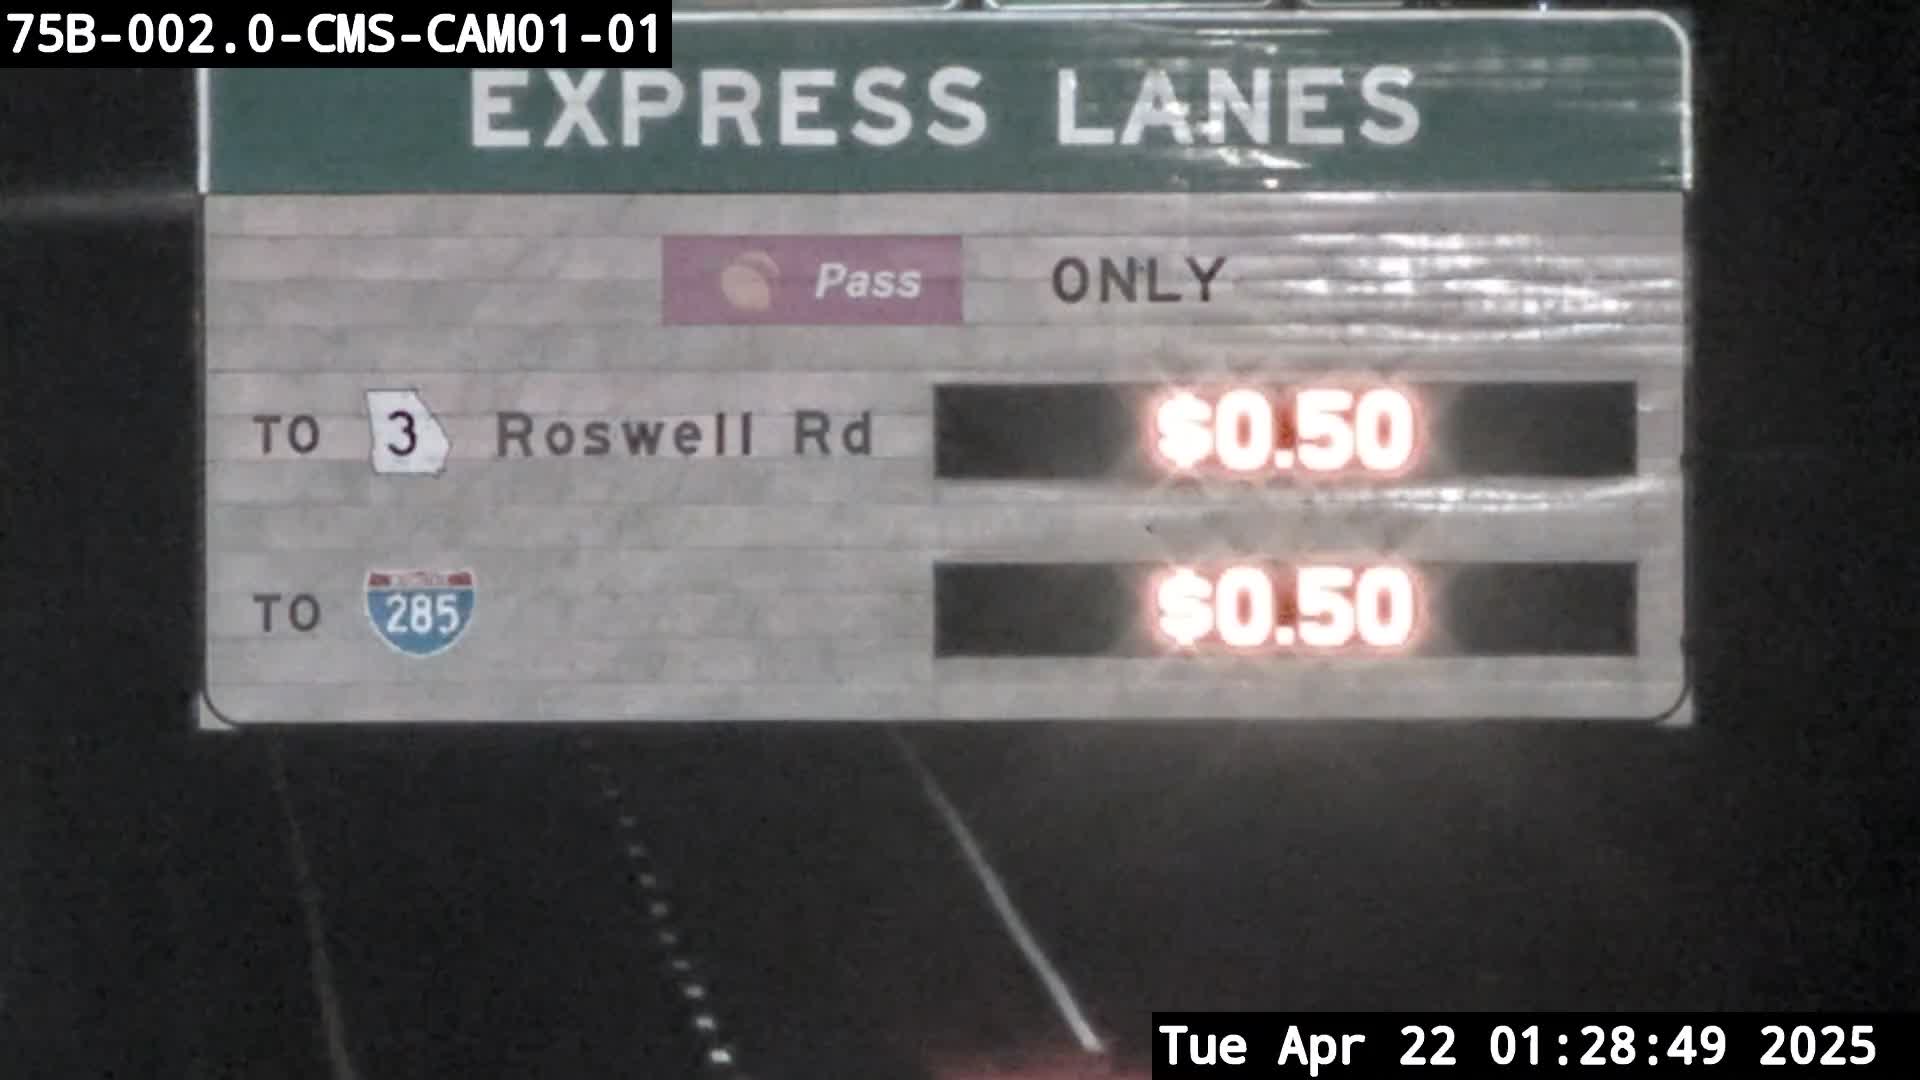 75B-002.0-CMS-CAM01-01
EXPRESS LANES
Pass ONLY
TO 3 Roswell Rd $0.50
TO 285 $0.50
Tue Apr 22 01:28:49 2025